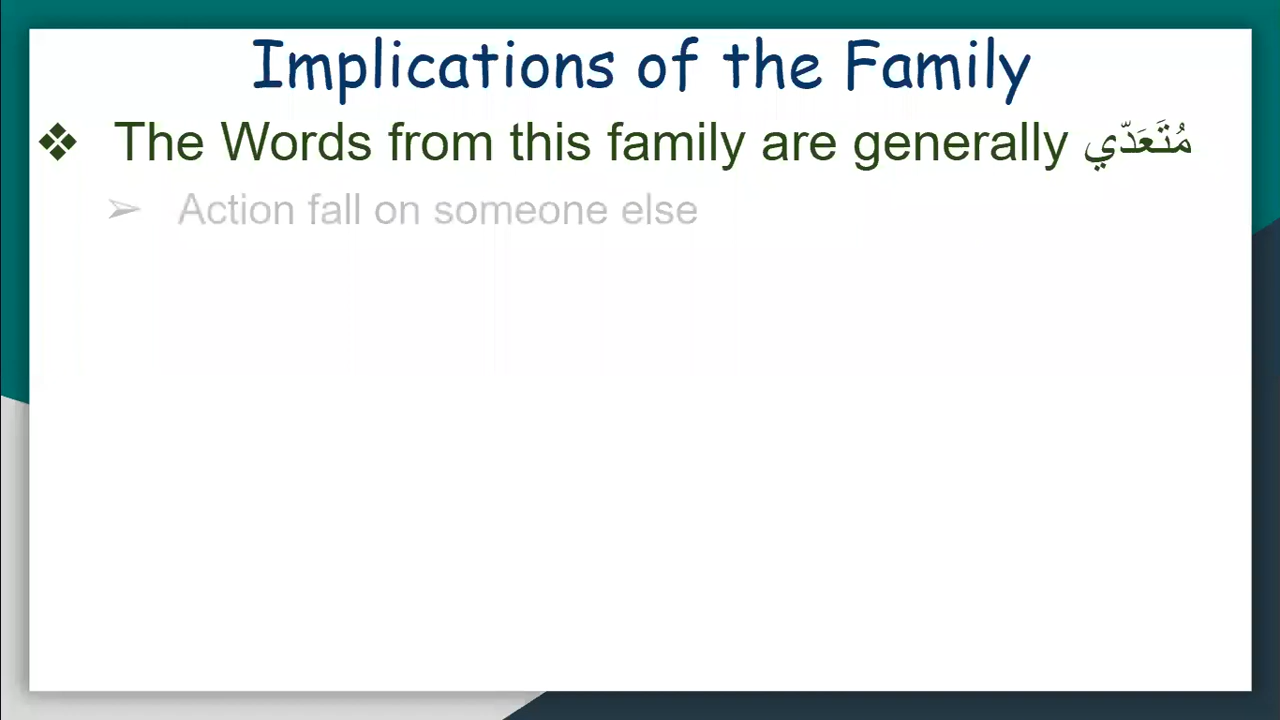 Implications of the Family
❖ The Words from this family are generally مُتَعَدّي
➢ Action fall on someone else